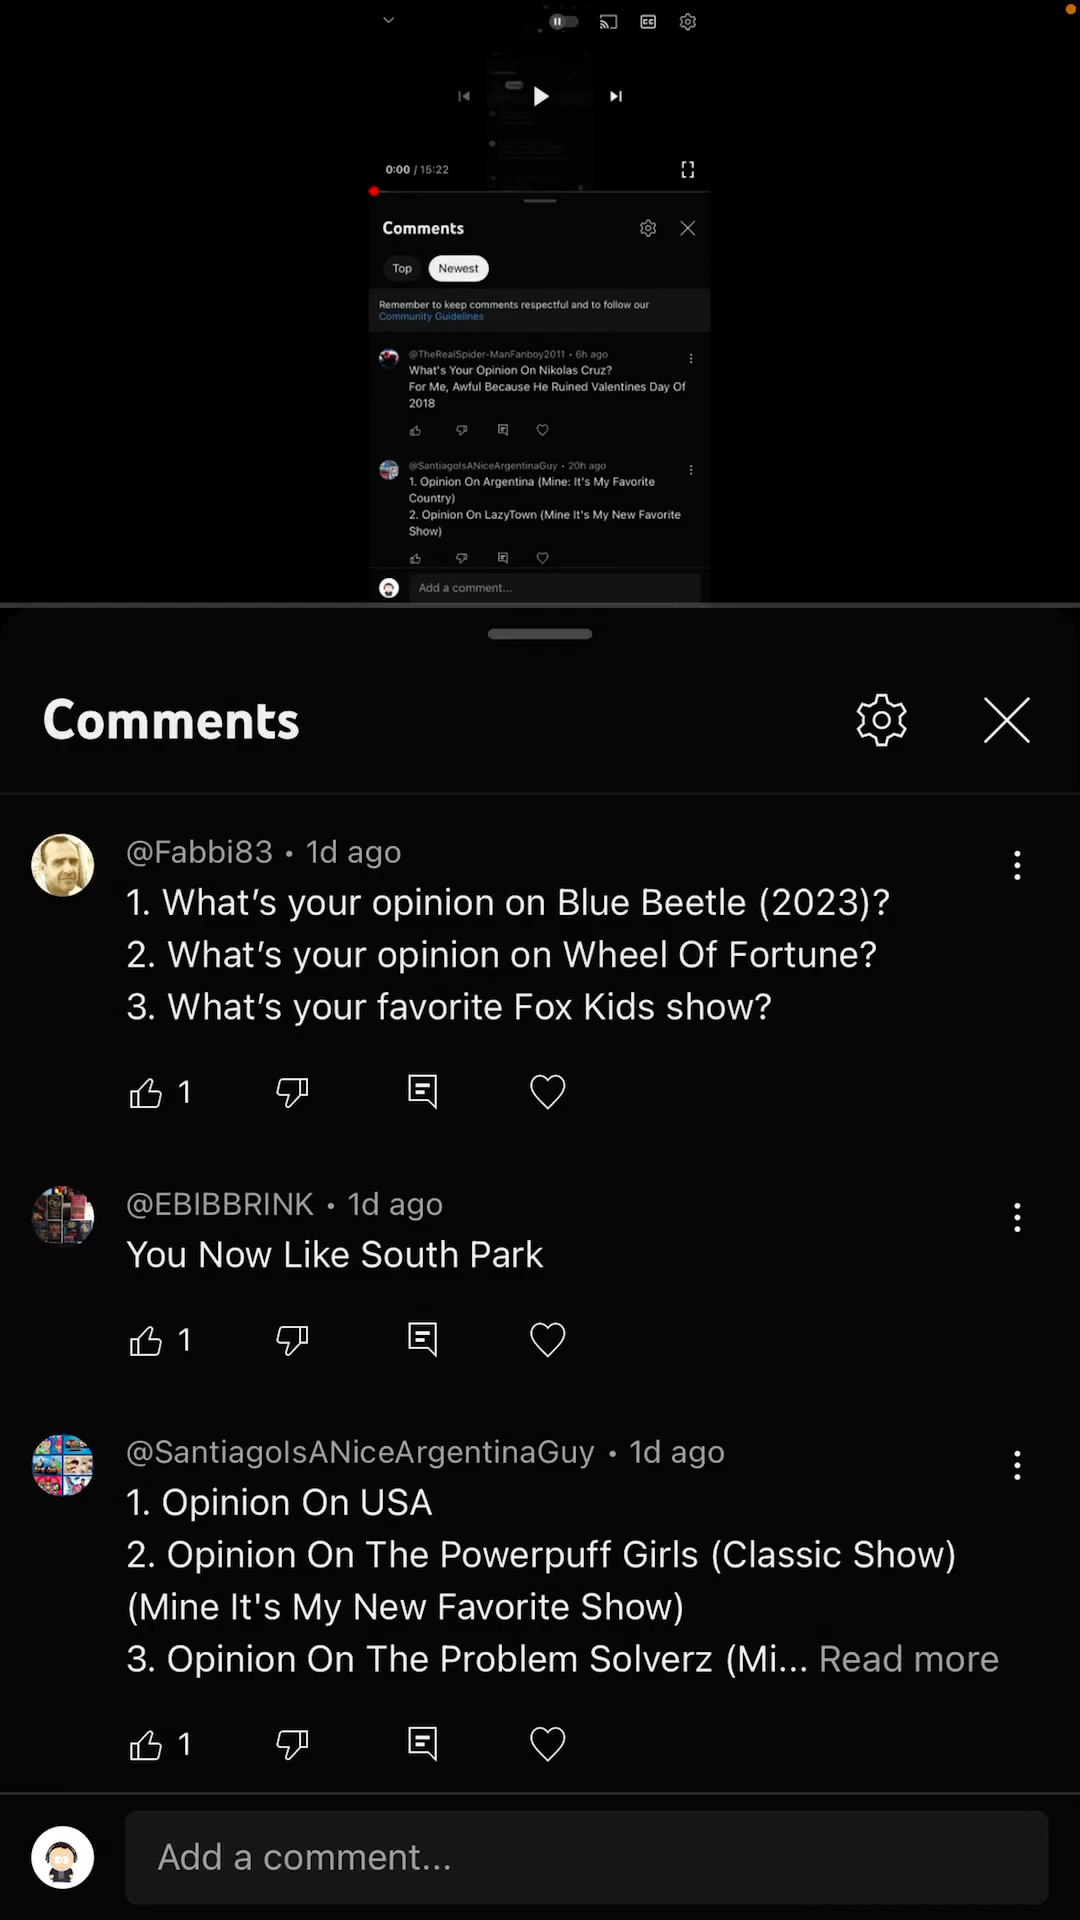 0:00 / 15:22
Comments
Top
Newest
Remember to keep comments respectful and to follow our
Community Guidelines
@TheRealSpider-ManFanboy2011 • 6h ago
What's Your Opinion On Nikolas Cruz?
For Me, Awful Because He Ruined Valentines Day Of
2018
@SantiagoIsANiceArgentinaGuy • 20h ago
1. Opinion On Argentina (Mine: It's My Favorite
Country)
2. Opinion On LazyTown (Mine It's My New Favorite
Show)
Add a comment...
Comments
@Fabbi83 • 1d ago
1. What's your opinion on Blue Beetle (2023)?
2. What's your opinion on Wheel Of Fortune?
3. What's your favorite Fox Kids show?
1
@EBIBBRINK • 1d ago
You Now Like South Park
1
@SantiagoIsANiceArgentinaGuy • 1d ago
1. Opinion On USA
2. Opinion On The Powerpuff Girls (Classic Show)
(Mine It's My New Favorite Show)
3. Opinion On The Problem Solverz (Mi... Read more
1
Add a comment...